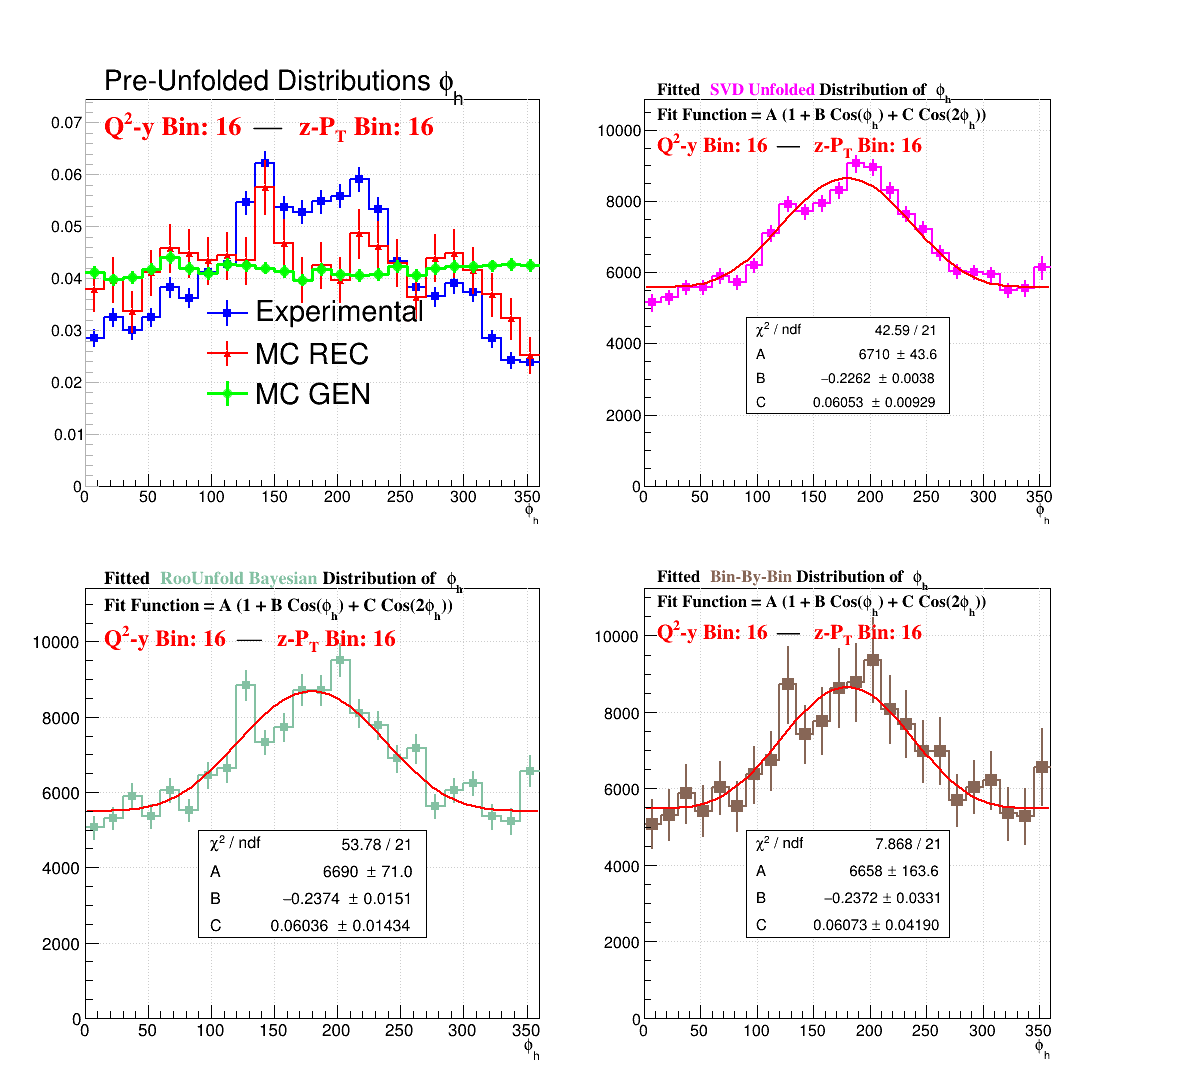 Pre-Unfolded Distributions ϕh
Q2-y Bin: 16 — z-PT Bin: 16
0.07
0.06
0.05
0.04
0.03
0.02
0.01
0
Experimental
MC REC
MC GEN
0 50 100 150 200 250 300 350
ϕh
Fitted SVD Unfolded Distribution of ϕh
Fit Function = A (1 + B Cos(ϕh) + C Cos(2ϕh))
Q2-y Bin: 16 — z-PT Bin: 16
10000
8000
6000
4000
2000
0
χ2 / ndf 42.59 / 21
A 6710 ± 43.6
B −0.2262 ± 0.0038
C 0.06053 ± 0.00929
0 50 100 150 200 250 300 350
ϕh
Fitted RooUnfold Bayesian Distribution of ϕh
Fit Function = A (1 + B Cos(ϕh) + C Cos(2ϕh))
Q2-y Bin: 16 — z-PT Bin: 16
10000
8000
6000
4000
2000
0
χ2 / ndf 53.78 / 21
A 6690 ± 71.0
B −0.2374 ± 0.0151
C 0.06036 ± 0.01434
0 50 100 150 200 250 300 350
ϕh
Fitted Bin-By-Bin Distribution of ϕh
Fit Function = A (1 + B Cos(ϕh) + C Cos(2ϕh))
Q2-y Bin: 16 — z-PT Bin: 16
10000
8000
6000
4000
2000
0
χ2 / ndf 7.868 / 21
A 6658 ± 163.6
B −0.2372 ± 0.0331
C 0.06073 ± 0.04190
0 50 100 150 200 250 300 350
ϕh